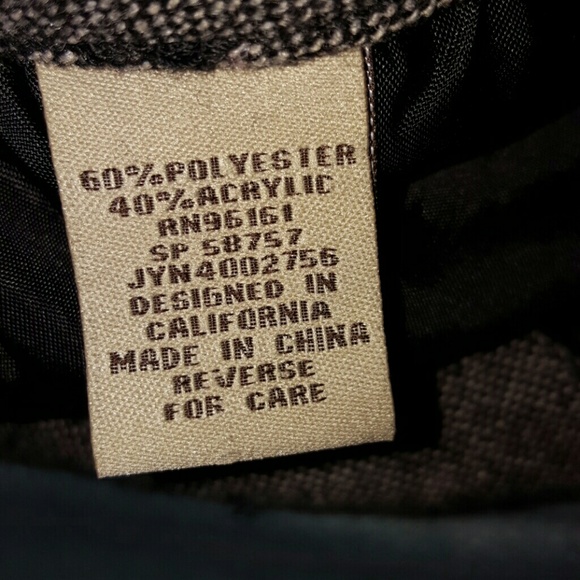 60%POLYESTER
40%ACRYLIC
RN96161
SP 58757
JYN4002756
DESIGNED IN
CALIFORNIA
MADE IN CHINA
REVERSE
FOR CARE